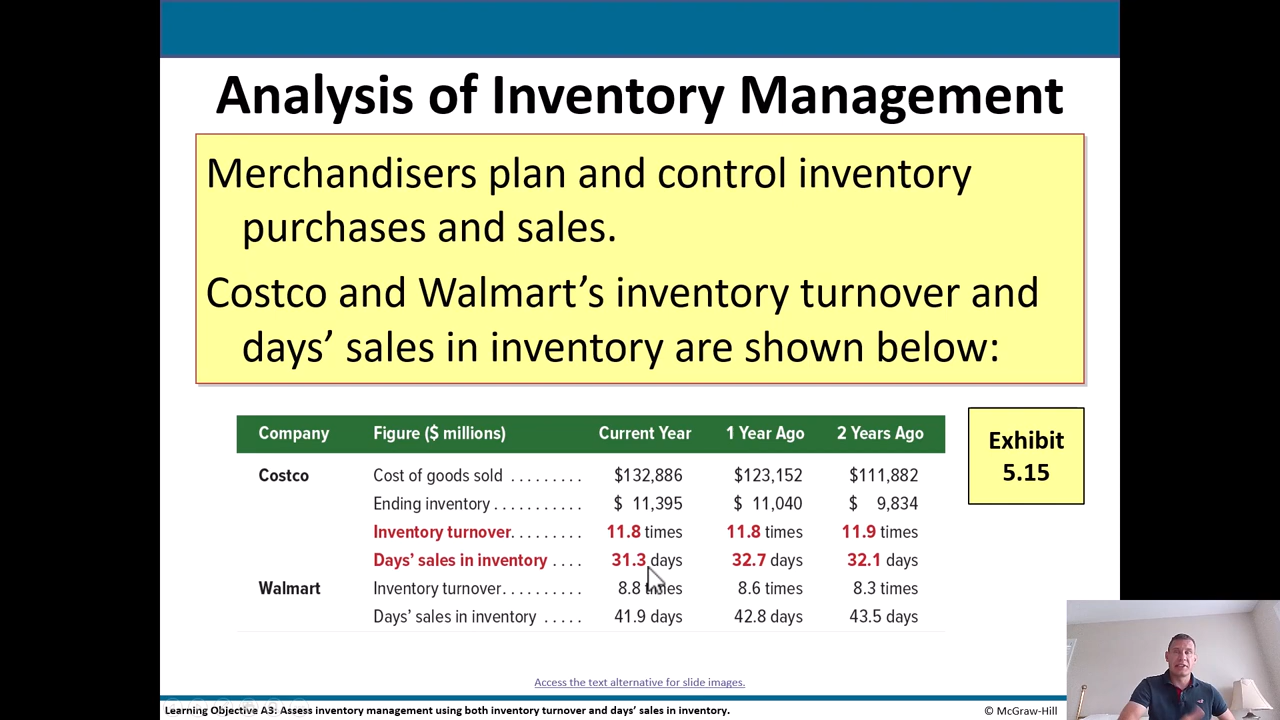 Analysis of Inventory Management
Merchandisers plan and control inventory
purchases and sales.
Costco and Walmart’s inventory turnover and
days’ sales in inventory are shown below:
Company Figure ($ millions) Current Year 1 Year Ago 2 Years Ago
Costco Cost of goods sold ......... $132,886 $123,152 $111,882
Ending inventory........... $ 11,395 $ 11,040 $ 9,834
Inventory turnover......... 11.8 times 11.8 times 11.9 times
Days’ sales in inventory .... 31.3 days 32.7 days 32.1 days
Walmart Inventory turnover.......... 8.8 times 8.6 times 8.3 times
Days’ sales in inventory ..... 41.9 days 42.8 days 43.5 days
Exhibit
5.15
Access the text alternative for slide images.
Learning Objective A3: Assess inventory management using both inventory turnover and days’ sales in inventory. © McGraw-Hill